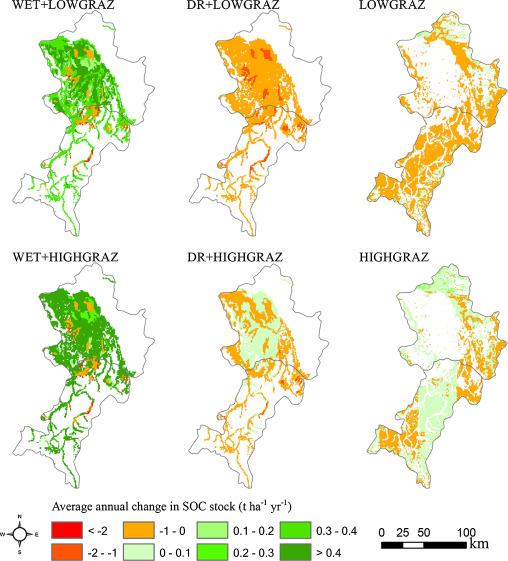 WET+LOWGRAZ DR+LOWGRAZ LOWGRAZ
WET+HIGHGRAZ DR+HIGHGRAZ HIGHGRAZ
Average annual change in SOC stock (t ha⁻¹ yr⁻¹)
< -2 -1 - 0 0.1 - 0.2 0.3 - 0.4
-2 - -1 0 - 0.1 0.2 - 0.3 > 0.4
N
W E
S
0 25 50 100
km